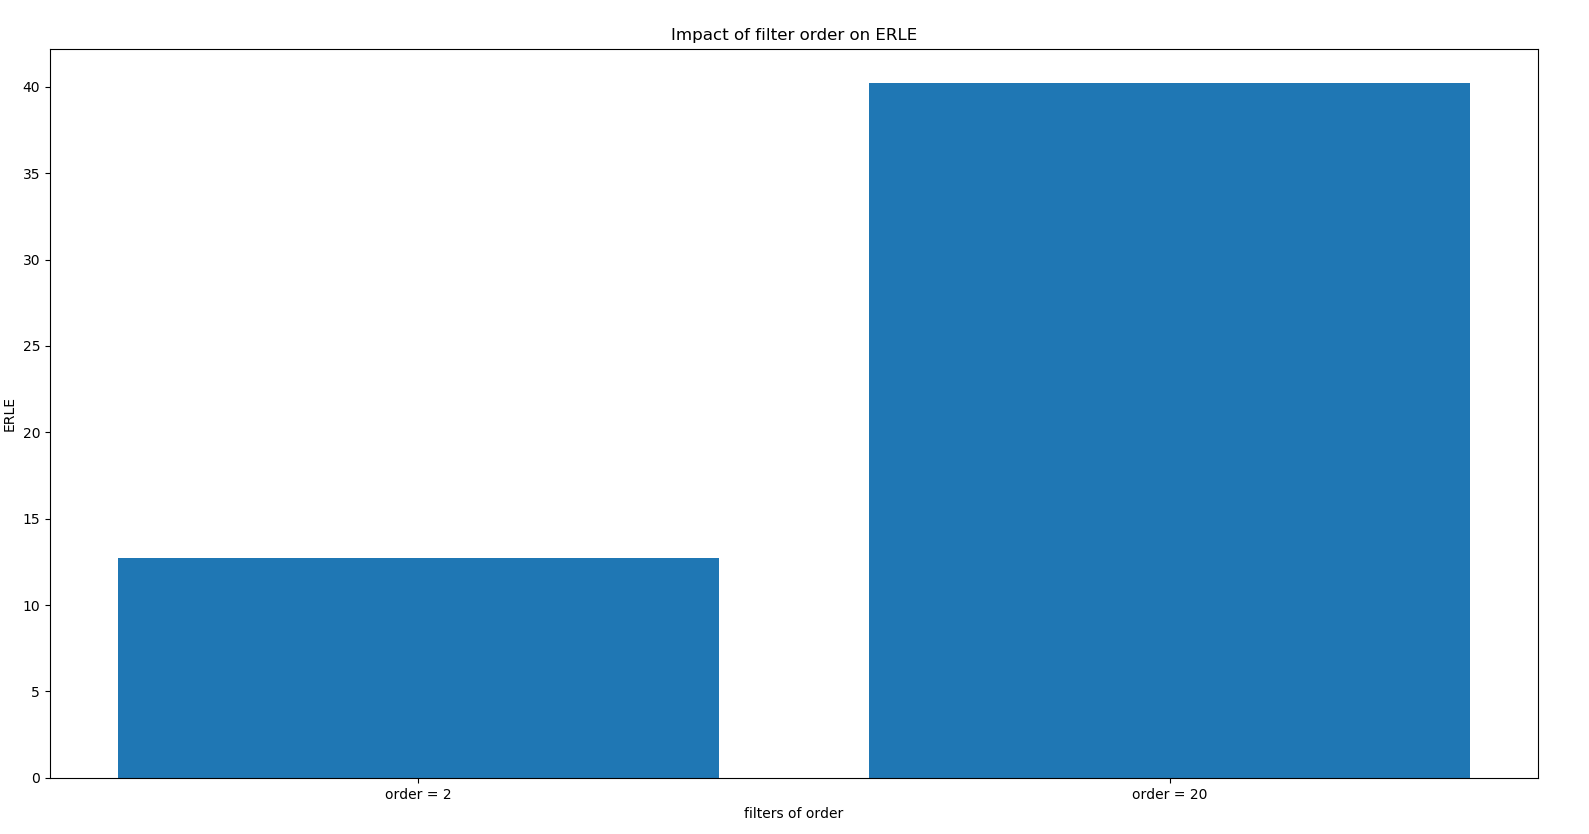 Impact of filter order on ERLE
40
35
30
25
20
15
10
5
0
ERLE
order = 2
order = 20
filters of order